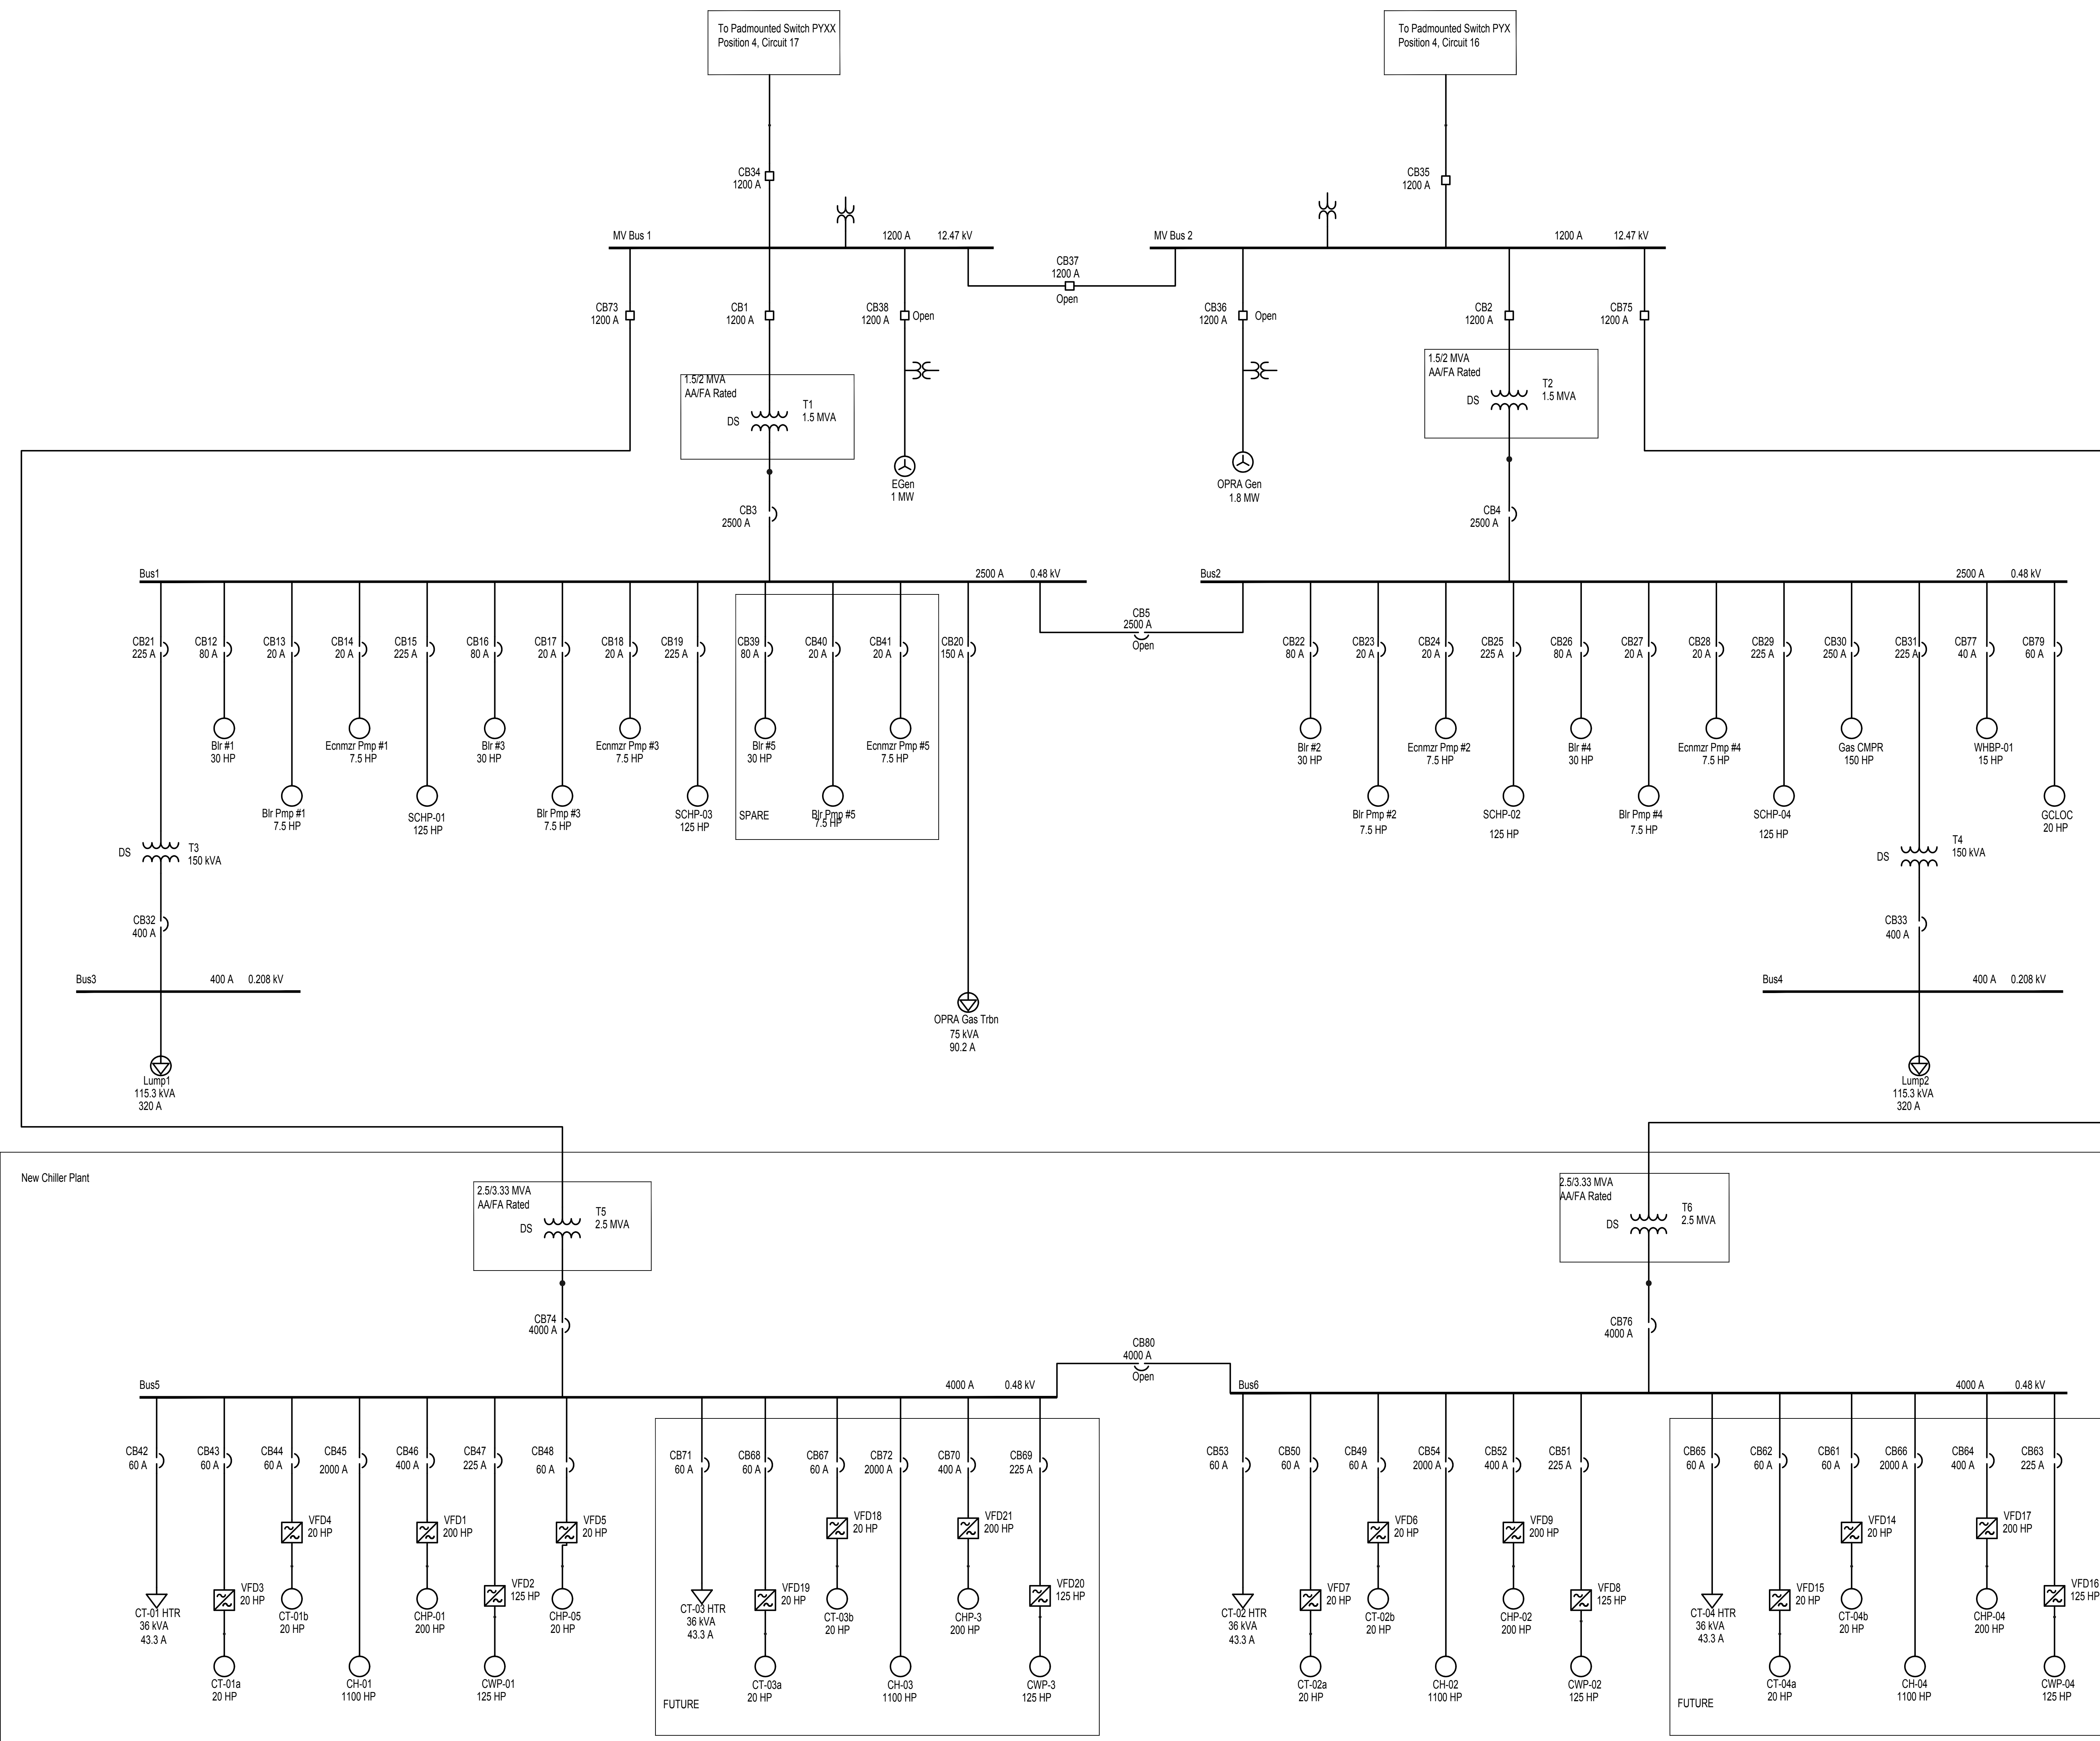 To Padmounted Switch PYXX
Position 4, Circuit 17
To Padmounted Switch PYX
Position 4, Circuit 16
CB34
1200 A
CB35
1200 A
MV Bus 1
1200 A
12.47 kV
MV Bus 2
1200 A
12.47 kV
CB37
1200 A
Open
CB73
1200 A
CB1
1200 A
CB38
1200 A
Open
CB36
1200 A
Open
CB2
1200 A
CB75
1200 A
1.5/2 MVA
AA/FA Rated
DS
T1
1.5 MVA
1.5/2 MVA
AA/FA Rated
DS
T2
1.5 MVA
EGen
1 MW
OPRA Gen
1.8 MW
CB3
2500 A
CB4
2500 A
Bus1
2500 A
0.48 kV
Bus2
2500 A
0.48 kV
CB5
2500 A
Open
CB21
225 A
CB12
80 A
CB13
20 A
CB14
20 A
CB15
225 A
CB16
80 A
CB17
20 A
CB18
20 A
CB19
225 A
CB39
80 A
CB40
20 A
CB41
20 A
CB20
150 A
CB22
80 A
CB23
20 A
CB24
20 A
CB25
225 A
CB26
80 A
CB27
20 A
CB28
20 A
CB29
225 A
CB30
250 A
CB31
225 A
CB77
40 A
CB79
60 A
Blr #1
30 HP
Ecnmzr Pmp #1
7.5 HP
Blr #3
30 HP
Ecnmzr Pmp #3
7.5 HP
Blr #5
30 HP
Ecnmzr Pmp #5
7.5 HP
Blr #2
30 HP
Ecnmzr Pmp #2
7.5 HP
Blr #4
30 HP
Ecnmzr Pmp #4
7.5 HP
Gas CMPR
150 HP
WHBP-01
15 HP
Blr Pmp #1
7.5 HP
SCHP-01
125 HP
Blr Pmp #3
7.5 HP
SCHP-03
125 HP
SPARE
Blr Pmp #5
7.5 HP
Blr Pmp #2
7.5 HP
SCHP-02
125 HP
Blr Pmp #4
7.5 HP
SCHP-04
125 HP
GCLOC
20 HP
DS
T3
150 kVA
DS
T4
150 kVA
CB32
400 A
CB33
400 A
Bus3
400 A
0.208 kV
Bus4
400 A
0.208 kV
OPRA Gas Trbn
75 kVA
90.2 A
Lump1
115.3 kVA
320 A
Lump2
115.3 kVA
320 A
New Chiller Plant
2.5/3.33 MVA
AA/FA Rated
DS
T5
2.5 MVA
2.5/3.33 MVA
AA/FA Rated
DS
T6
2.5 MVA
CB74
4000 A
CB76
4000 A
CB80
4000 A
Open
Bus5
4000 A
0.48 kV
Bus6
4000 A
0.48 kV
CB42
60 A
CB43
60 A
CB44
60 A
CB45
2000 A
CB46
400 A
CB47
225 A
CB48
60 A
CB71
60 A
CB68
60 A
CB67
60 A
CB72
2000 A
CB70
400 A
CB69
225 A
CB53
60 A
CB50
60 A
CB49
60 A
CB54
2000 A
CB52
400 A
CB51
225 A
CB65
60 A
CB62
60 A
CB61
60 A
CB66
2000 A
CB64
400 A
CB63
225 A
VFD4
20 HP
VFD1
200 HP
VFD5
20 HP
VFD18
20 HP
VFD21
200 HP
VFD6
20 HP
VFD9
200 HP
VFD14
20 HP
VFD17
200 HP
VFD3
20 HP
VFD2
125 HP
VFD19
20 HP
VFD20
125 HP
VFD7
20 HP
VFD8
125 HP
VFD15
20 HP
VFD16
125 HP
CT-01 HTR
36 kVA
43.3 A
CT-01b
20 HP
CHP-01
200 HP
CHP-05
20 HP
CT-03 HTR
36 kVA
43.3 A
CT-03b
20 HP
CHP-3
200 HP
CT-02 HTR
36 kVA
43.3 A
CT-02b
20 HP
CHP-02
200 HP
CT-04 HTR
36 kVA
43.3 A
CT-04b
20 HP
CHP-04
200 HP
CT-01a
20 HP
CH-01
1100 HP
CWP-01
125 HP
FUTURE
CT-03a
20 HP
CH-03
1100 HP
CWP-3
125 HP
CT-02a
20 HP
CH-02
1100 HP
CWP-02
125 HP
FUTURE
CT-04a
20 HP
CH-04
1100 HP
CWP-04
125 HP